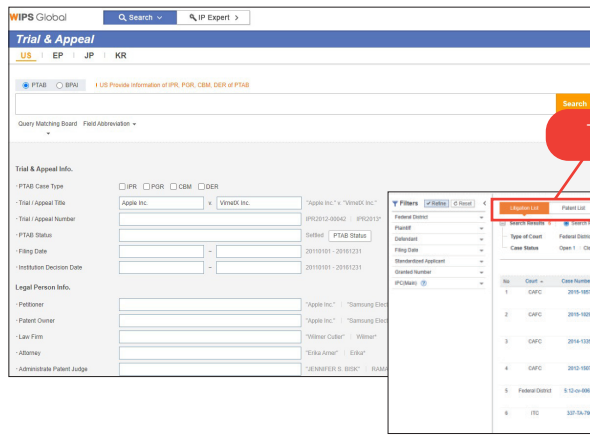 WIPS Global
Search
IP Expert >
Trial & Appeal
US EP JP KR
PTAB BPAI ! US Provide information of IPR, PGR, CBM, DER of PTAB
Search
Query Matching Board Field Abbreviation
Trial & Appeal Info.
· PTAB Case Type IPR PGR CBM DER
· Trial / Appeal Title Apple Inc. v. VirnetX Inc. "Apple Inc." v. "VirnetX Inc."
· Trial / Appeal Number IPR2012-00042 IPR2013*
· PTAB Status Settled PTAB Status
· Filing Date ~ 20110101 - 20161231
· Institution Decision Date ~ 20110101 - 20161231
Legal Person Info.
· Petitioner "Apple Inc." "Samsung Elec
· Patent Owner "Apple Inc." "Samsung Elec
· Law Firm "Wilmer Cutler" Wilmer*
· Attorney "Erika Arner" Erika*
· Administrate Patent Judge "JENNIFER S. BISK" RAMA
Filters Refine Reset <
Federal District
Plaintiff
Defendant
Filing Date
Standardized Applicant
Granted Number
IPC(Main) ?
Litigation List Patent List
Search Results Search
Type of Court Federal Distric
Case Status Open 1 Clo
No Court Case Number
1 CAFC
2 CAFC
3 CAFC
4 CAFC
5 Federal District
6 ITC